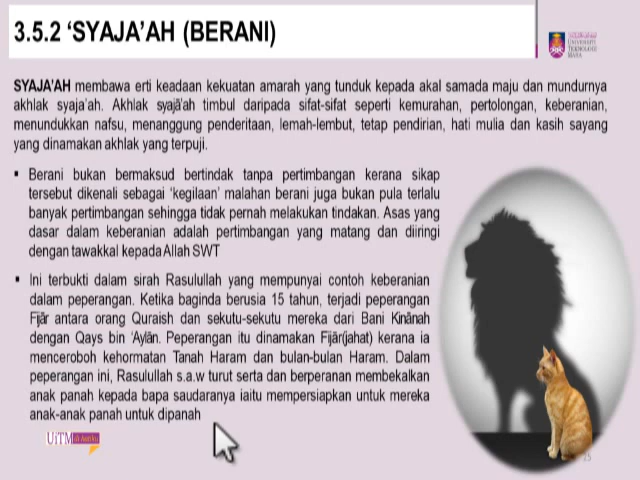 3.5.2 ‘SYAJA’AH (BERANI)
UNIVERSITI
TEKNOLOGI
MARA
SYAJA’AH membawa erti keadaan kekuatan amarah yang tunduk kepada akal samada maju dan mundurnya
akhlak syaja’ah. Akhlak syajā’ah timbul daripada sifat-sifat seperti kemurahan, pertolongan, keberanian,
menundukkan nafsu, menanggung penderitaan, lemah-lembut, tetap pendirian, hati mulia dan kasih sayang
yang dinamakan akhlak yang terpuji.
▪ Berani bukan bermaksud bertindak tanpa pertimbangan kerana sikap
tersebut dikenali sebagai ‘kegilaan’ malahan berani juga bukan pula terlalu
banyak pertimbangan sehingga tidak pernah melakukan tindakan. Asas yang
dasar dalam keberanian adalah pertimbangan yang matang dan diiringi
dengan tawakkal kepada Allah SWT
▪ Ini terbukti dalam sirah Rasulullah yang mempunyai contoh keberanian
dalam peperangan. Ketika baginda berusia 15 tahun, terjadi peperangan
Fijār antara orang Quraish dan sekutu-sekutu mereka dari Bani Kinānah
dengan Qays bin ‘Aylān. Peperangan itu dinamakan Fijār(jahat) kerana ia
menceroboh kehormatan Tanah Haram dan bulan-bulan Haram. Dalam
peperangan ini, Rasulullah s.a.w turut serta dan berperanan membekalkan
anak panah kepada bapa saudaranya iaitu mempersiapkan untuk mereka
anak-anak panah untuk dipanah
UiTM di hatiku
25